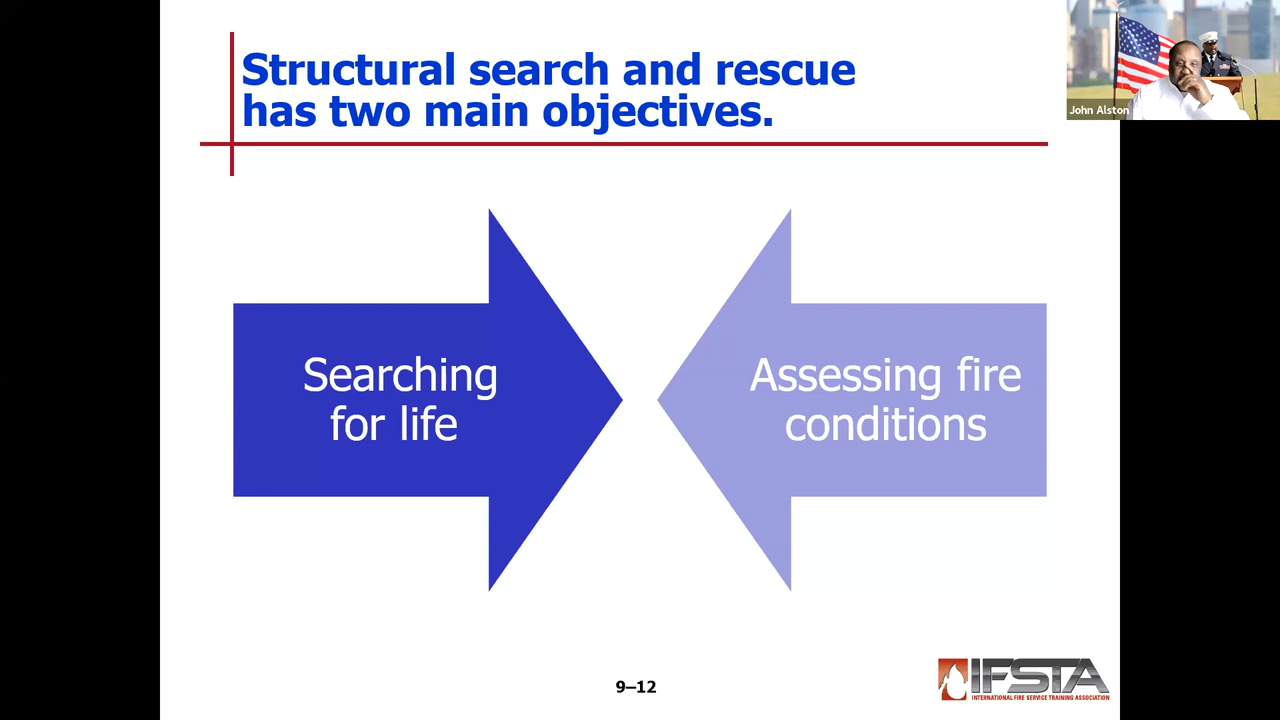 Structural search and rescue
has two main objectives.
John Alston
Searching
for life
Assessing fire
conditions
9–12
IFSTA
INTERNATIONAL FIRE SERVICE TRAINING ASSOCIATION